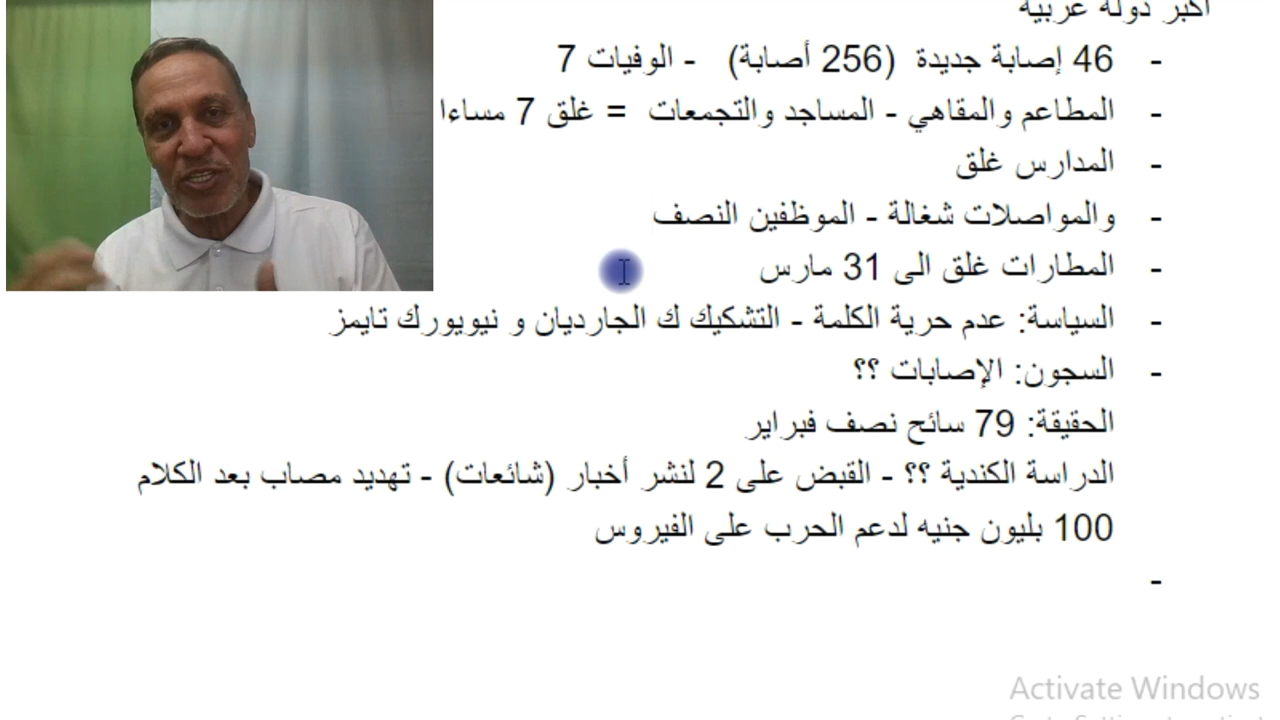 أكبر دولة عربية
- 46 إصابة جديدة (256 أصابة) - الوفيات 7
- المطاعم والمقاهي - المساجد والتجمعات = غلق 7 مساءا
- المدارس غلق
- والمواصلات شغالة - الموظفين النصف
- المطارات غلق الى 31 مارس
- السياسة: عدم حرية الكلمة - التشكيك ك الجارديان و نيويورك تايمز
- السجون: الإصابات ؟؟
الحقيقة: 79 سائح نصف فبراير
الدراسة الكندية ؟؟ - القبض على 2 لنشر أخبار (شائعات) - تهديد مصاب بعد الكلام
100 بليون جنيه لدعم الحرب على الفيروس
-
Activate Windows